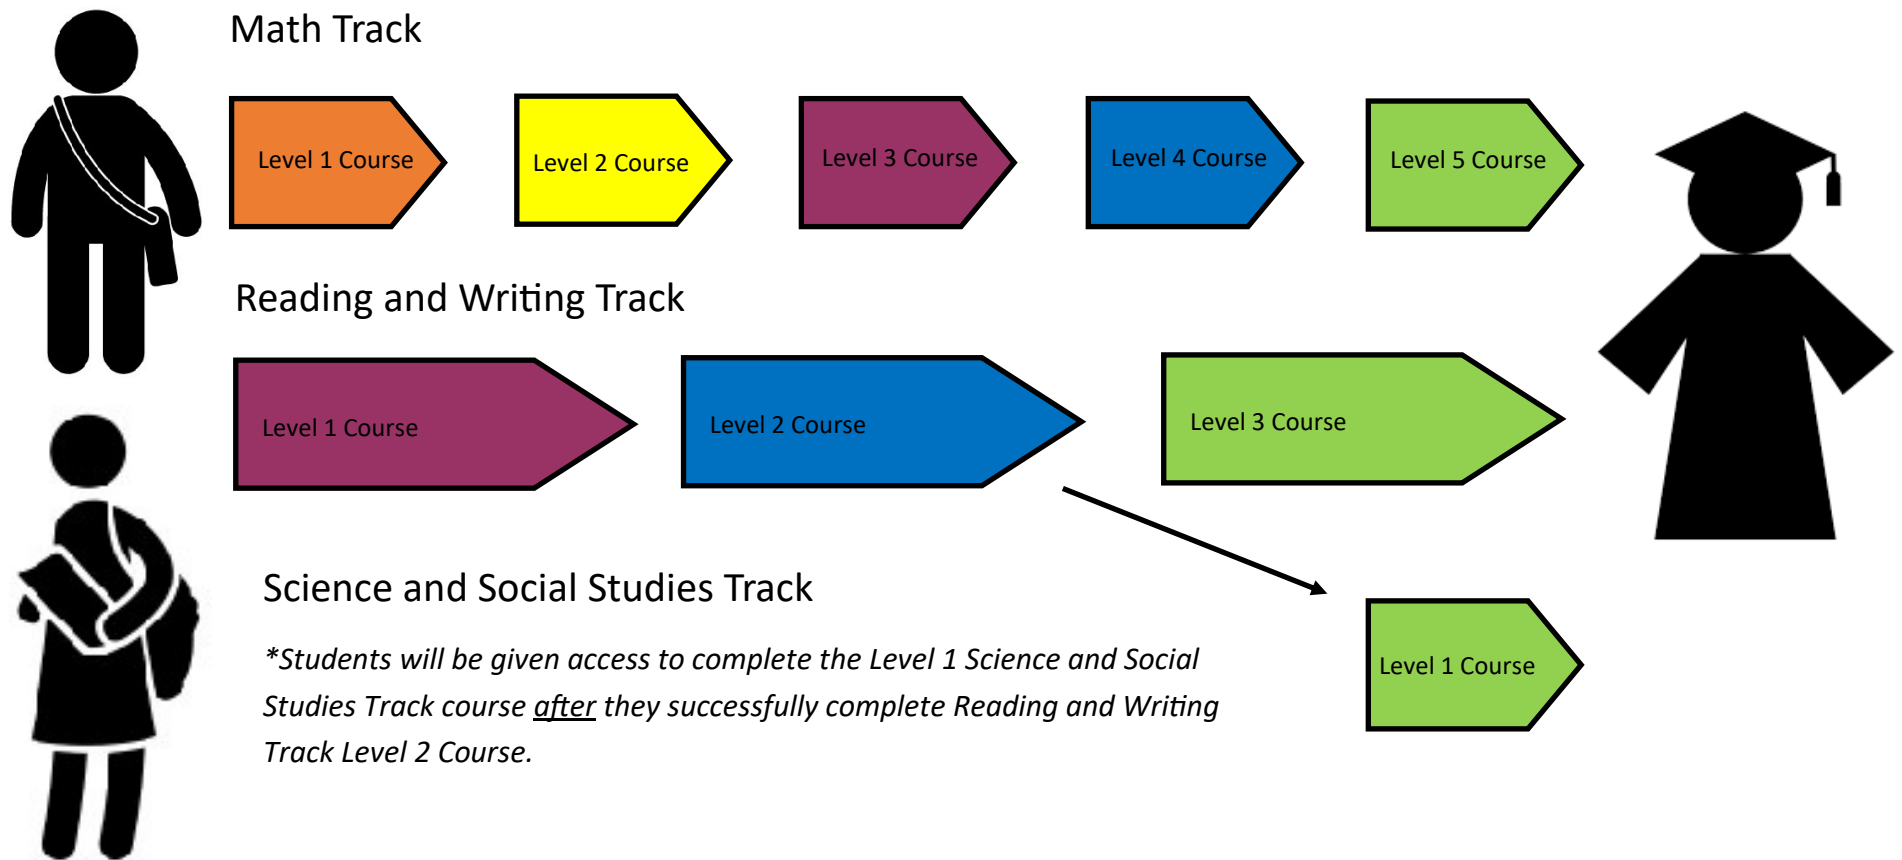 Math Track
Level 1 Course
Level 2 Course
Level 3 Course
Level 4 Course
Level 5 Course
Reading and Writing Track
Level 1 Course
Level 2 Course
Level 3 Course
Science and Social Studies Track
*Students will be given access to complete the Level 1 Science and Social
Studies Track course after they successfully complete Reading and Writing
Track Level 2 Course.
Level 1 Course